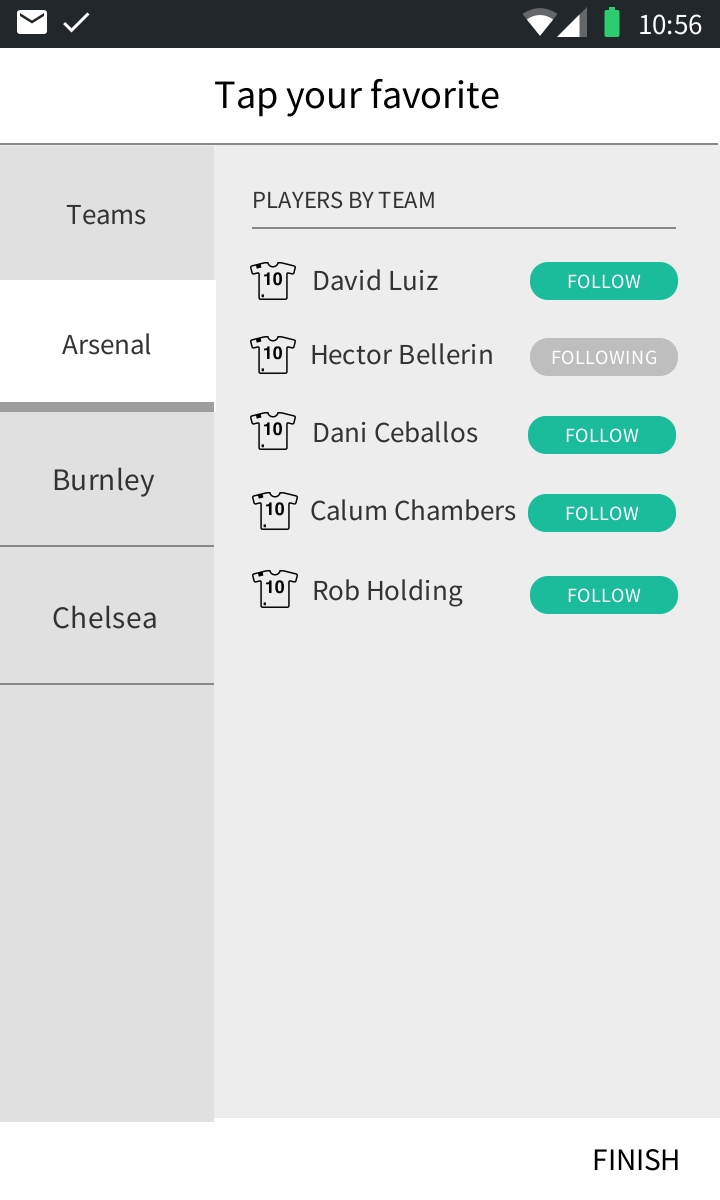 10:56
Tap your favorite
Teams
Arsenal
Burnley
Chelsea
PLAYERS BY TEAM
10 David Luiz FOLLOW
10 Hector Bellerin FOLLOWING
10 Dani Ceballos FOLLOW
10 Calum Chambers FOLLOW
10 Rob Holding FOLLOW
FINISH